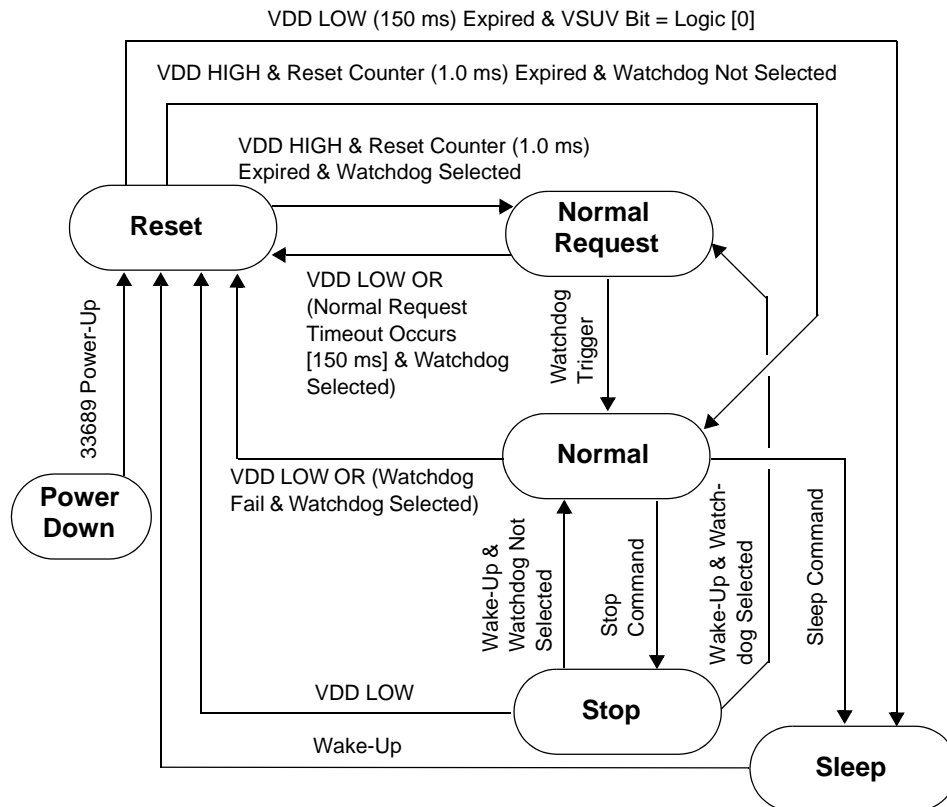 VDD LOW (150 ms) Expired & VSUV Bit = Logic [0]
VDD HIGH & Reset Counter (1.0 ms) Expired & Watchdog Not Selected
VDD HIGH & Reset Counter (1.0 ms)
Expired & Watchdog Selected
Reset
Normal
Request
VDD LOW OR
(Normal Request
Timeout Occurs
[150 ms] & Watchdog
Selected)
Watchdog
Trigger
33689 Power-Up
Normal
VDD LOW OR (Watchdog
Fail & Watchdog Selected)
Power
Down
Wake-Up &
Watchdog Not
Selected
Stop
Command
Wake-Up & Watch-
dog Selected
Sleep Command
VDD LOW
Stop
Wake-Up
Sleep